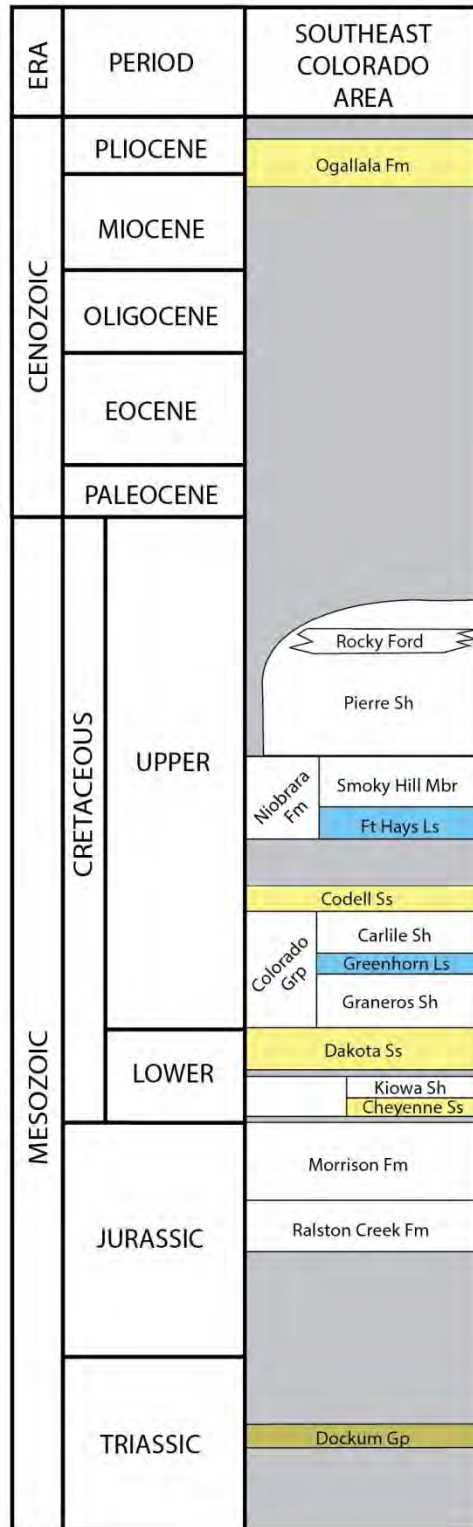 ERA
PERIOD
SOUTHEAST
COLORADO
AREA
CENOZOIC
PLIOCENE
MIOCENE
OLIGOCENE
EOCENE
PALEOCENE
Ogallala Fm
MESOZOIC
CRETACEOUS
UPPER
Rocky Ford
Pierre Sh
Niobrara
Fm
Smoky Hill Mbr
Ft Hays Ls
Codell Ss
Colorado
Grp
Carlile Sh
Greenhorn Ls
Graneros Sh
LOWER
Dakota Ss
Kiowa Sh
Cheyenne Ss
JURASSIC
Morrison Fm
Ralston Creek Fm
TRIASSIC
Dockum Gp